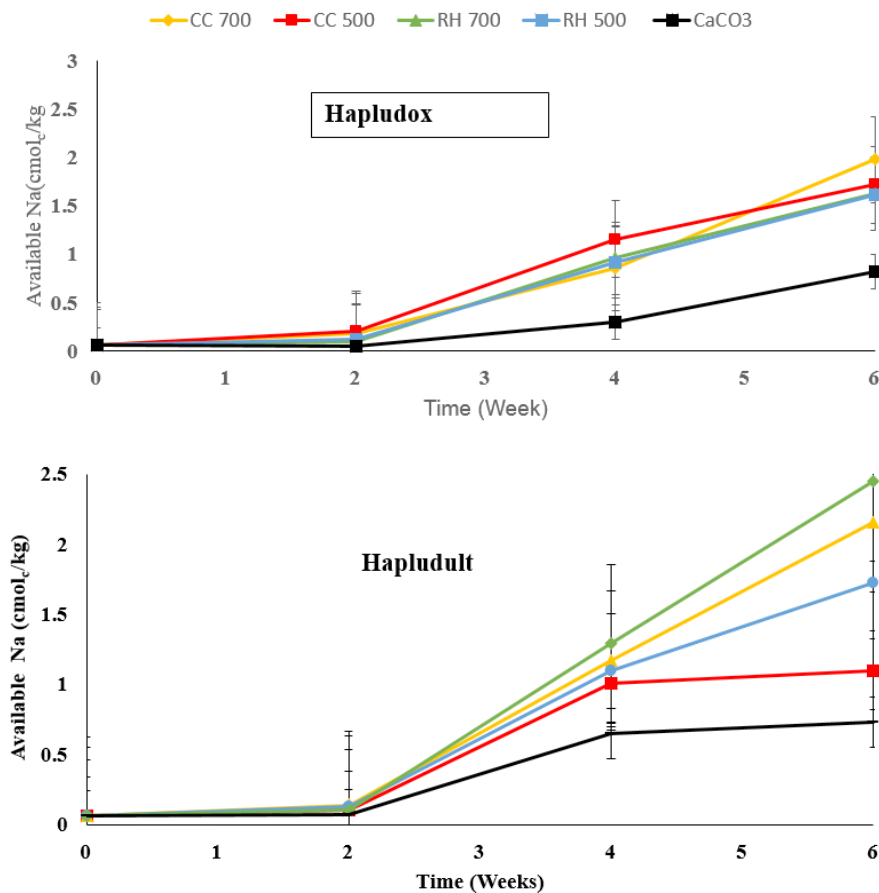 CC 700 CC 500 RH 700 RH 500 CaCO3
3
Hapludox
2.5
2
1.5
1
0.5
0
Available Na(cmolc/kg
0 1 2 3 4 5 6
Time (Week)
2.5
2
Hapludult
1.5
1
0.5
0
Available Na (cmolc/kg)
0 1 2 3 4 5 6
Time (Weeks)